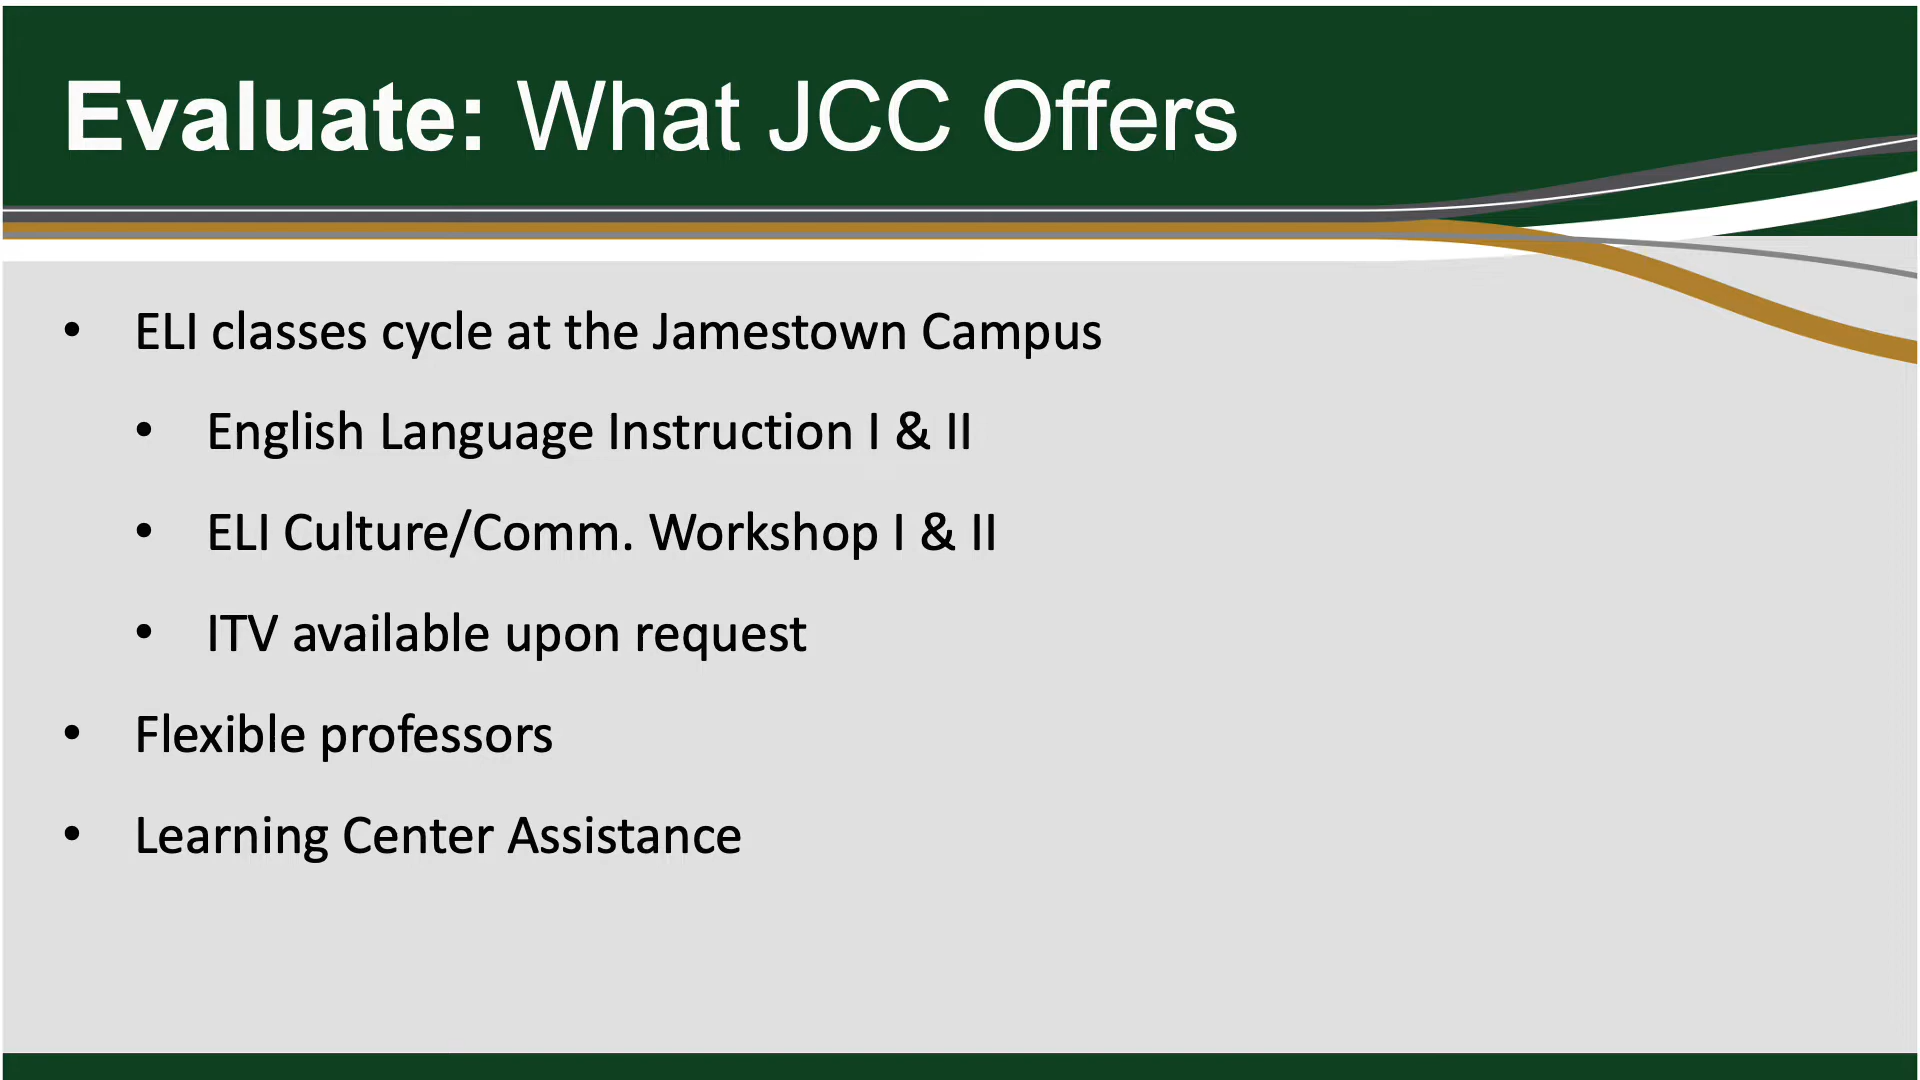 Evaluate: What JCC Offers
• ELI classes cycle at the Jamestown Campus
• English Language Instruction I & II
• ELI Culture/Comm. Workshop I & II
• ITV available upon request
• Flexible professors
• Learning Center Assistance